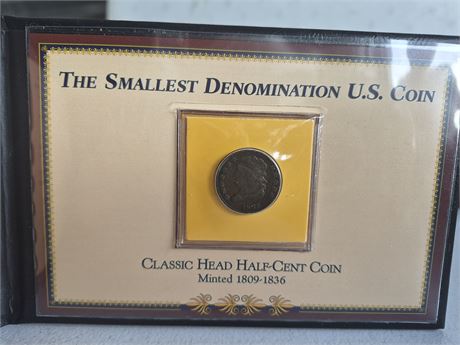 THE SMALLEST DENOMINATION U.S. COIN
CLASSIC HEAD HALF-CENT COIN
Minted 1809-1836